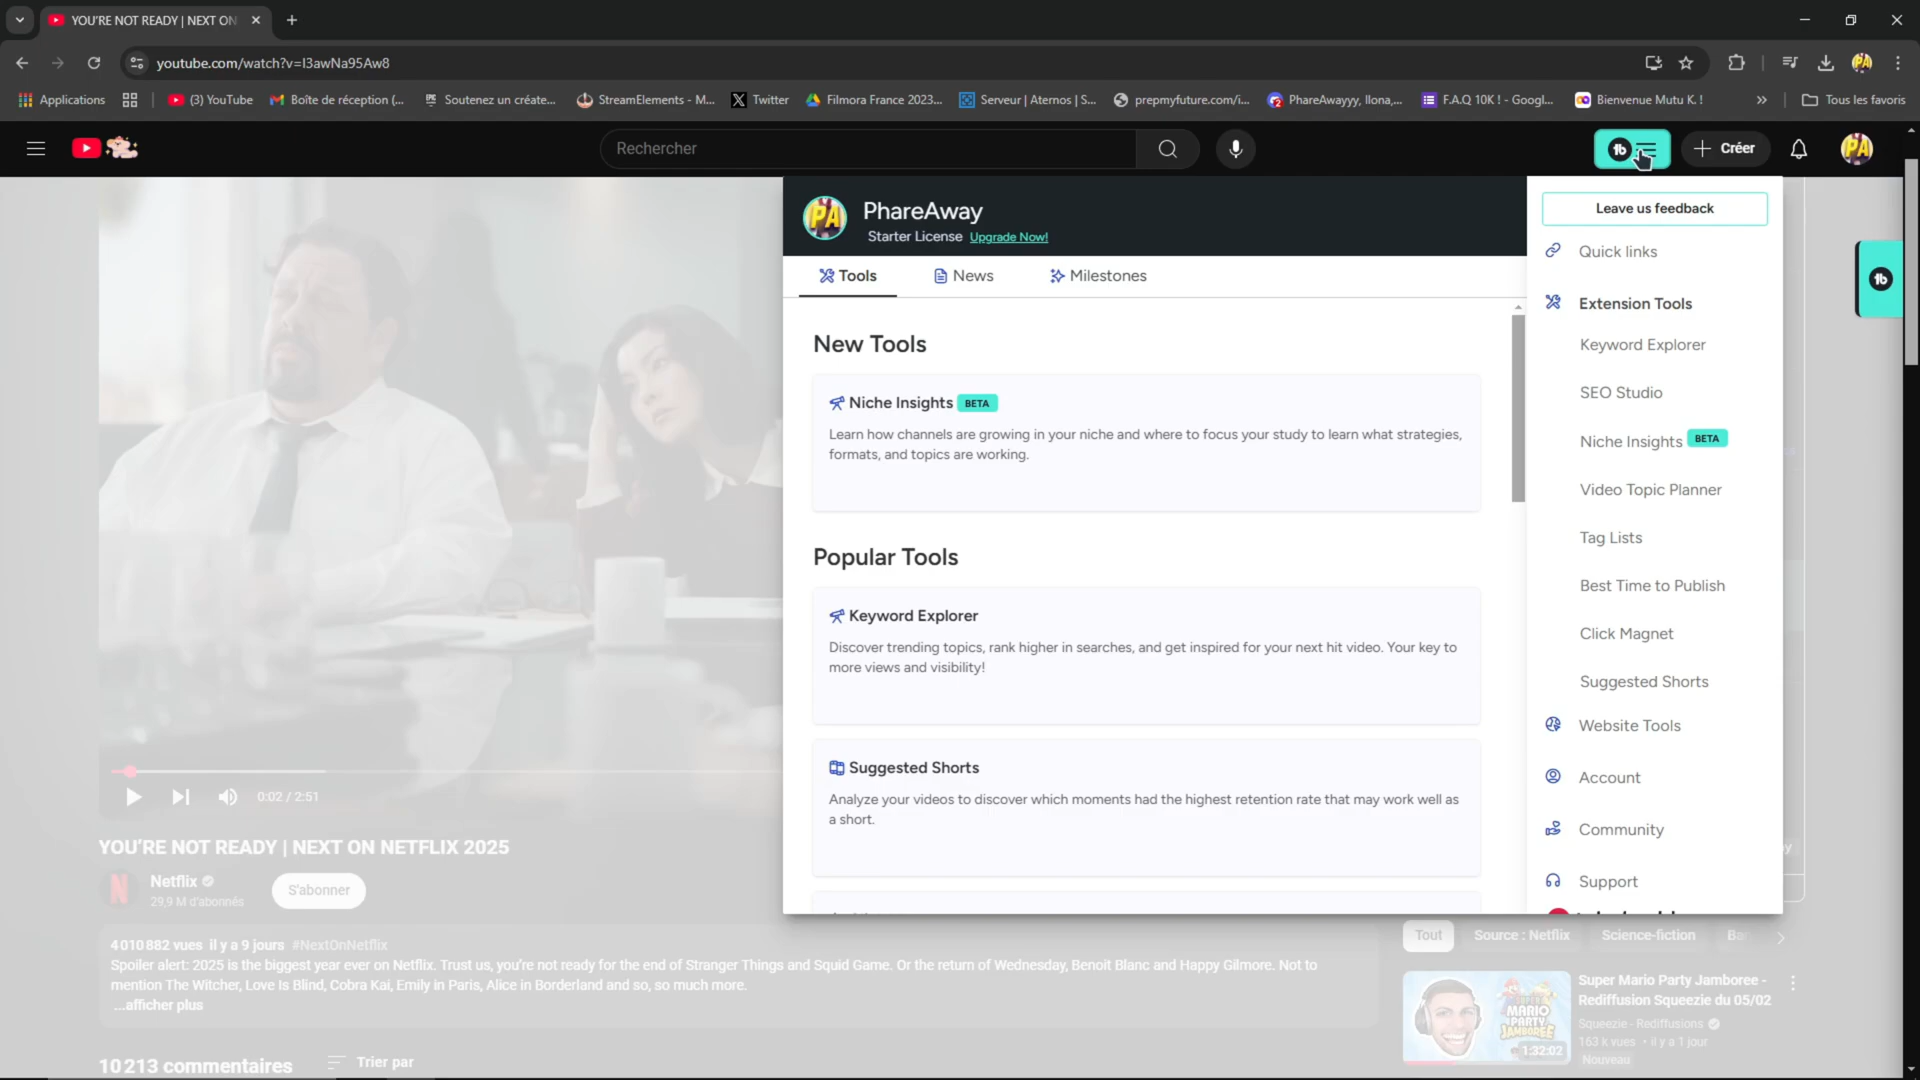 YOU'RE NOT READY | NEXT ON
youtube.com/watch?v=I3awNa95Aw8
Applications
(3) YouTube
Boîte de réception (...
Soutenez un créate...
StreamElements - M...
Twitter
Filmora France 2023...
Serveur | Aternos | S...
prepmyfuture.com/i...
PhareAwayyy, Ilona,...
F.A.Q 10K ! - Googl...
Bienvenue Mutu K. !
Tous les favoris
Rechercher
Créer
PhareAway
Starter License Upgrade Now!
Tools
News
Milestones
New Tools
Niche Insights BETA
Learn how channels are growing in your niche and where to focus your study to learn what strategies,
formats, and topics are working.
Popular Tools
Keyword Explorer
Discover trending topics, rank higher in searches, and get inspired for your next hit video. Your key to
more views and visibility!
Suggested Shorts
Analyze your videos to discover which moments had the highest retention rate that may work well as
a short.
Leave us feedback
Quick links
Extension Tools
Keyword Explorer
SEO Studio
Niche Insights BETA
Video Topic Planner
Tag Lists
Best Time to Publish
Click Magnet
Suggested Shorts
Website Tools
Account
Community
Support
0:02 / 2:51
YOU'RE NOT READY | NEXT ON NETFLIX 2025
Netflix
29,9 M d'abonnés
S'abonner
4 010 882 vues il y a 9 jours #NextOnNetflix
Spoiler alert: 2025 is the biggest year ever on Netflix. Trust us, you're not ready for the end of Stranger Things and Squid Game. Or the return of Wednesday, Benoit Blanc and Happy Gilmore. Not to
mention The Witcher, Love Is Blind, Cobra Kai, Emily in Paris, Alice in Borderland and so, so much more.
...afficher plus
10 213 commentaires
Trier par
Tout
Source : Netflix
Science-fiction
Super Mario Party Jamboree -
Rediffusion Squeezie du 05/02
Squeezie - Rediffusions
163 k vues • il y a 1 jour
Nouveau
MARIO
PARTY
JAMBOREE
1:32:02